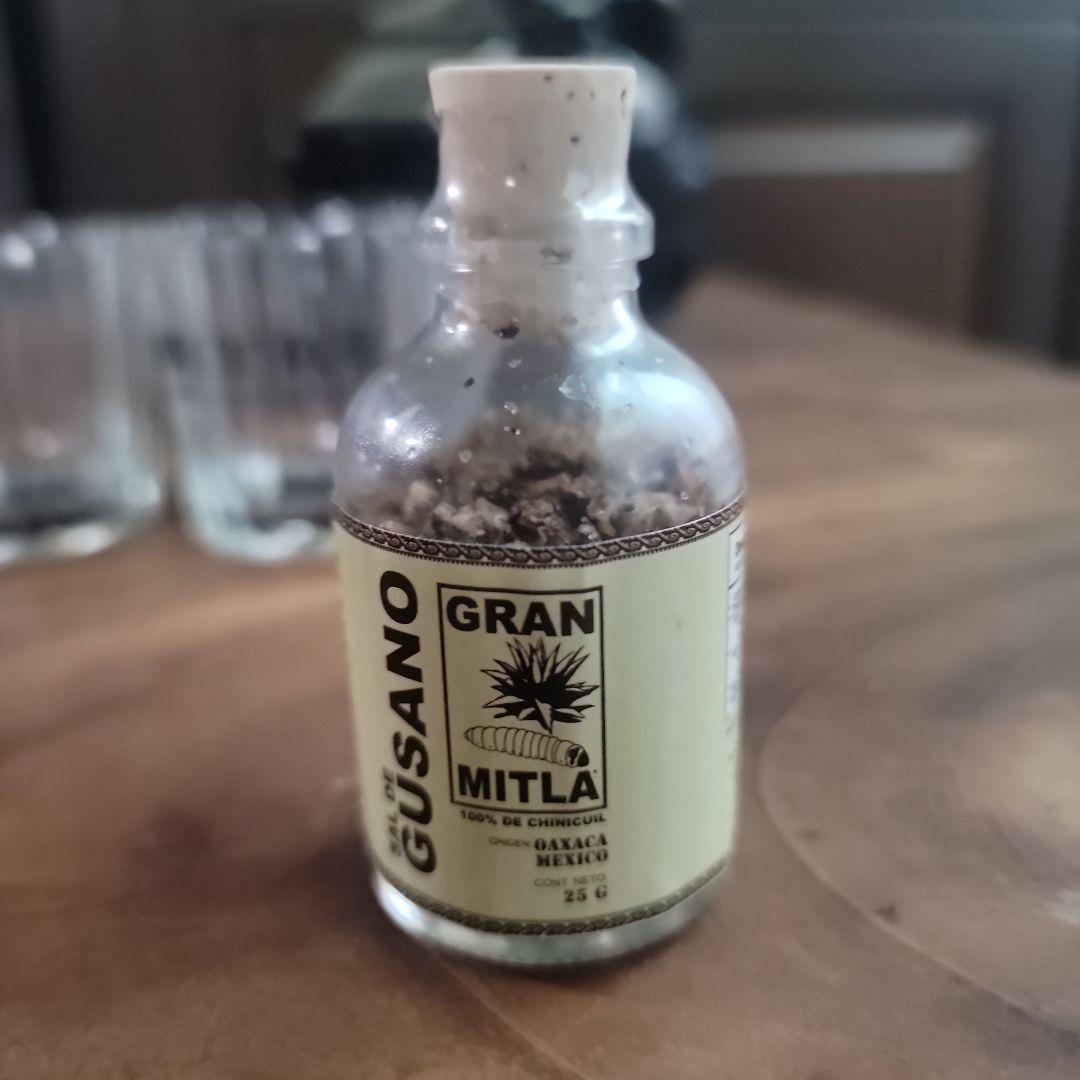 SAL DE
GUSANO
GRAN
MITLA
100% DE CHINICUIL
ORIGEN OAXACA
MEXICO
CONT. NETO:
25 G